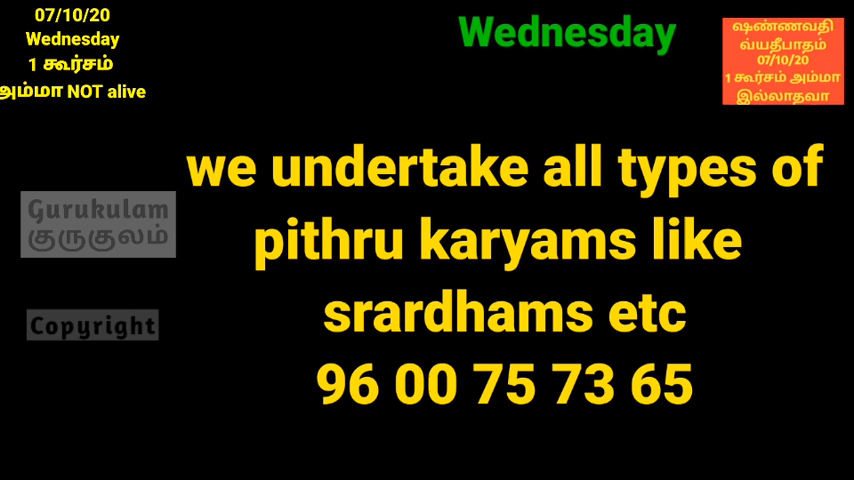 07/10/20
Wednesday
1 கூர்சம்
அம்மா NOT alive
Wednesday
ஷண்ணவதி
வ்யதீபாதம்
07/10/20
1 கூர்சம் அம்மா
இல்லாதவா
we undertake all types of
pithru karyams like
srardhams etc
96 00 75 73 65
Gurukulam
குருகுலம்
Copyright